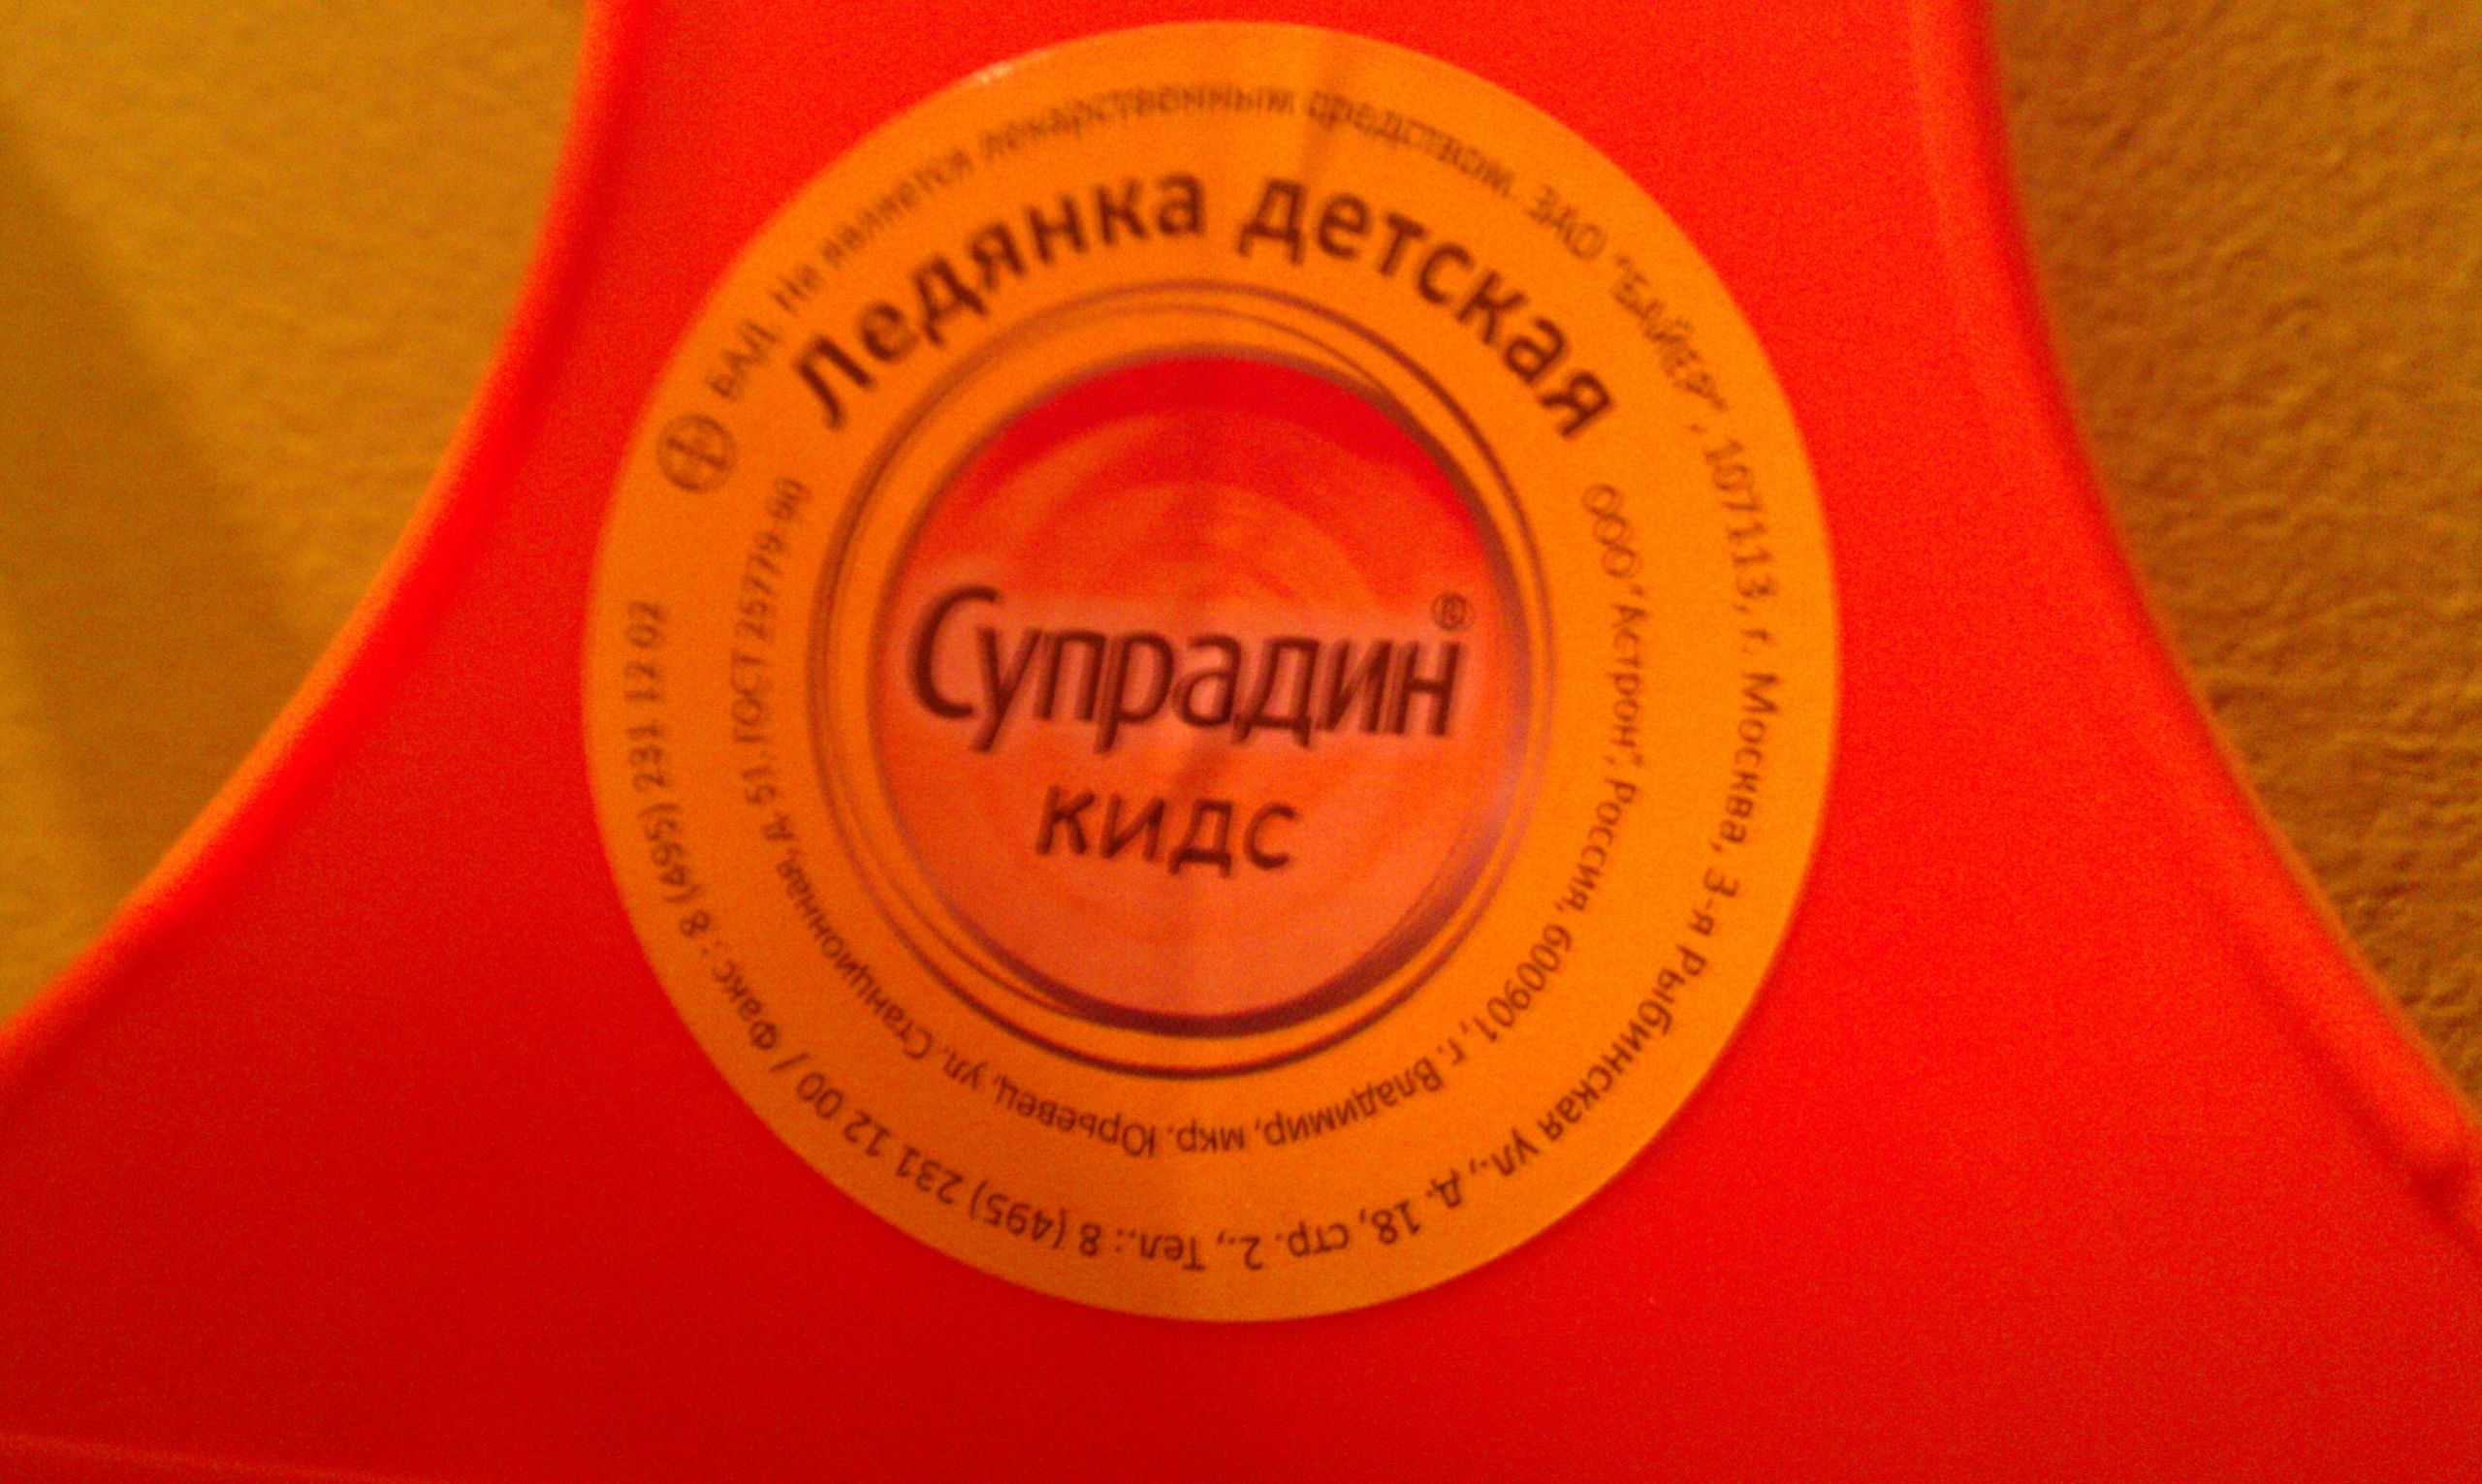 БАД. Не является лекарственным средством. ЗАО "БАЙЕР", 107113, г. Москва, 3-я Рыбинская ул., д. 18, стр. 2., Тел.: 8 (495) 231 12 00 / Факс : 8 (495) 231 12 02
Ледянка детская
ООО "Астрон", Россия, 600901, г. Владимир, мкр. Юрьевец, ул. Станционная, д. 51. ГОСТ 25779-90
Супрадин®
кидс